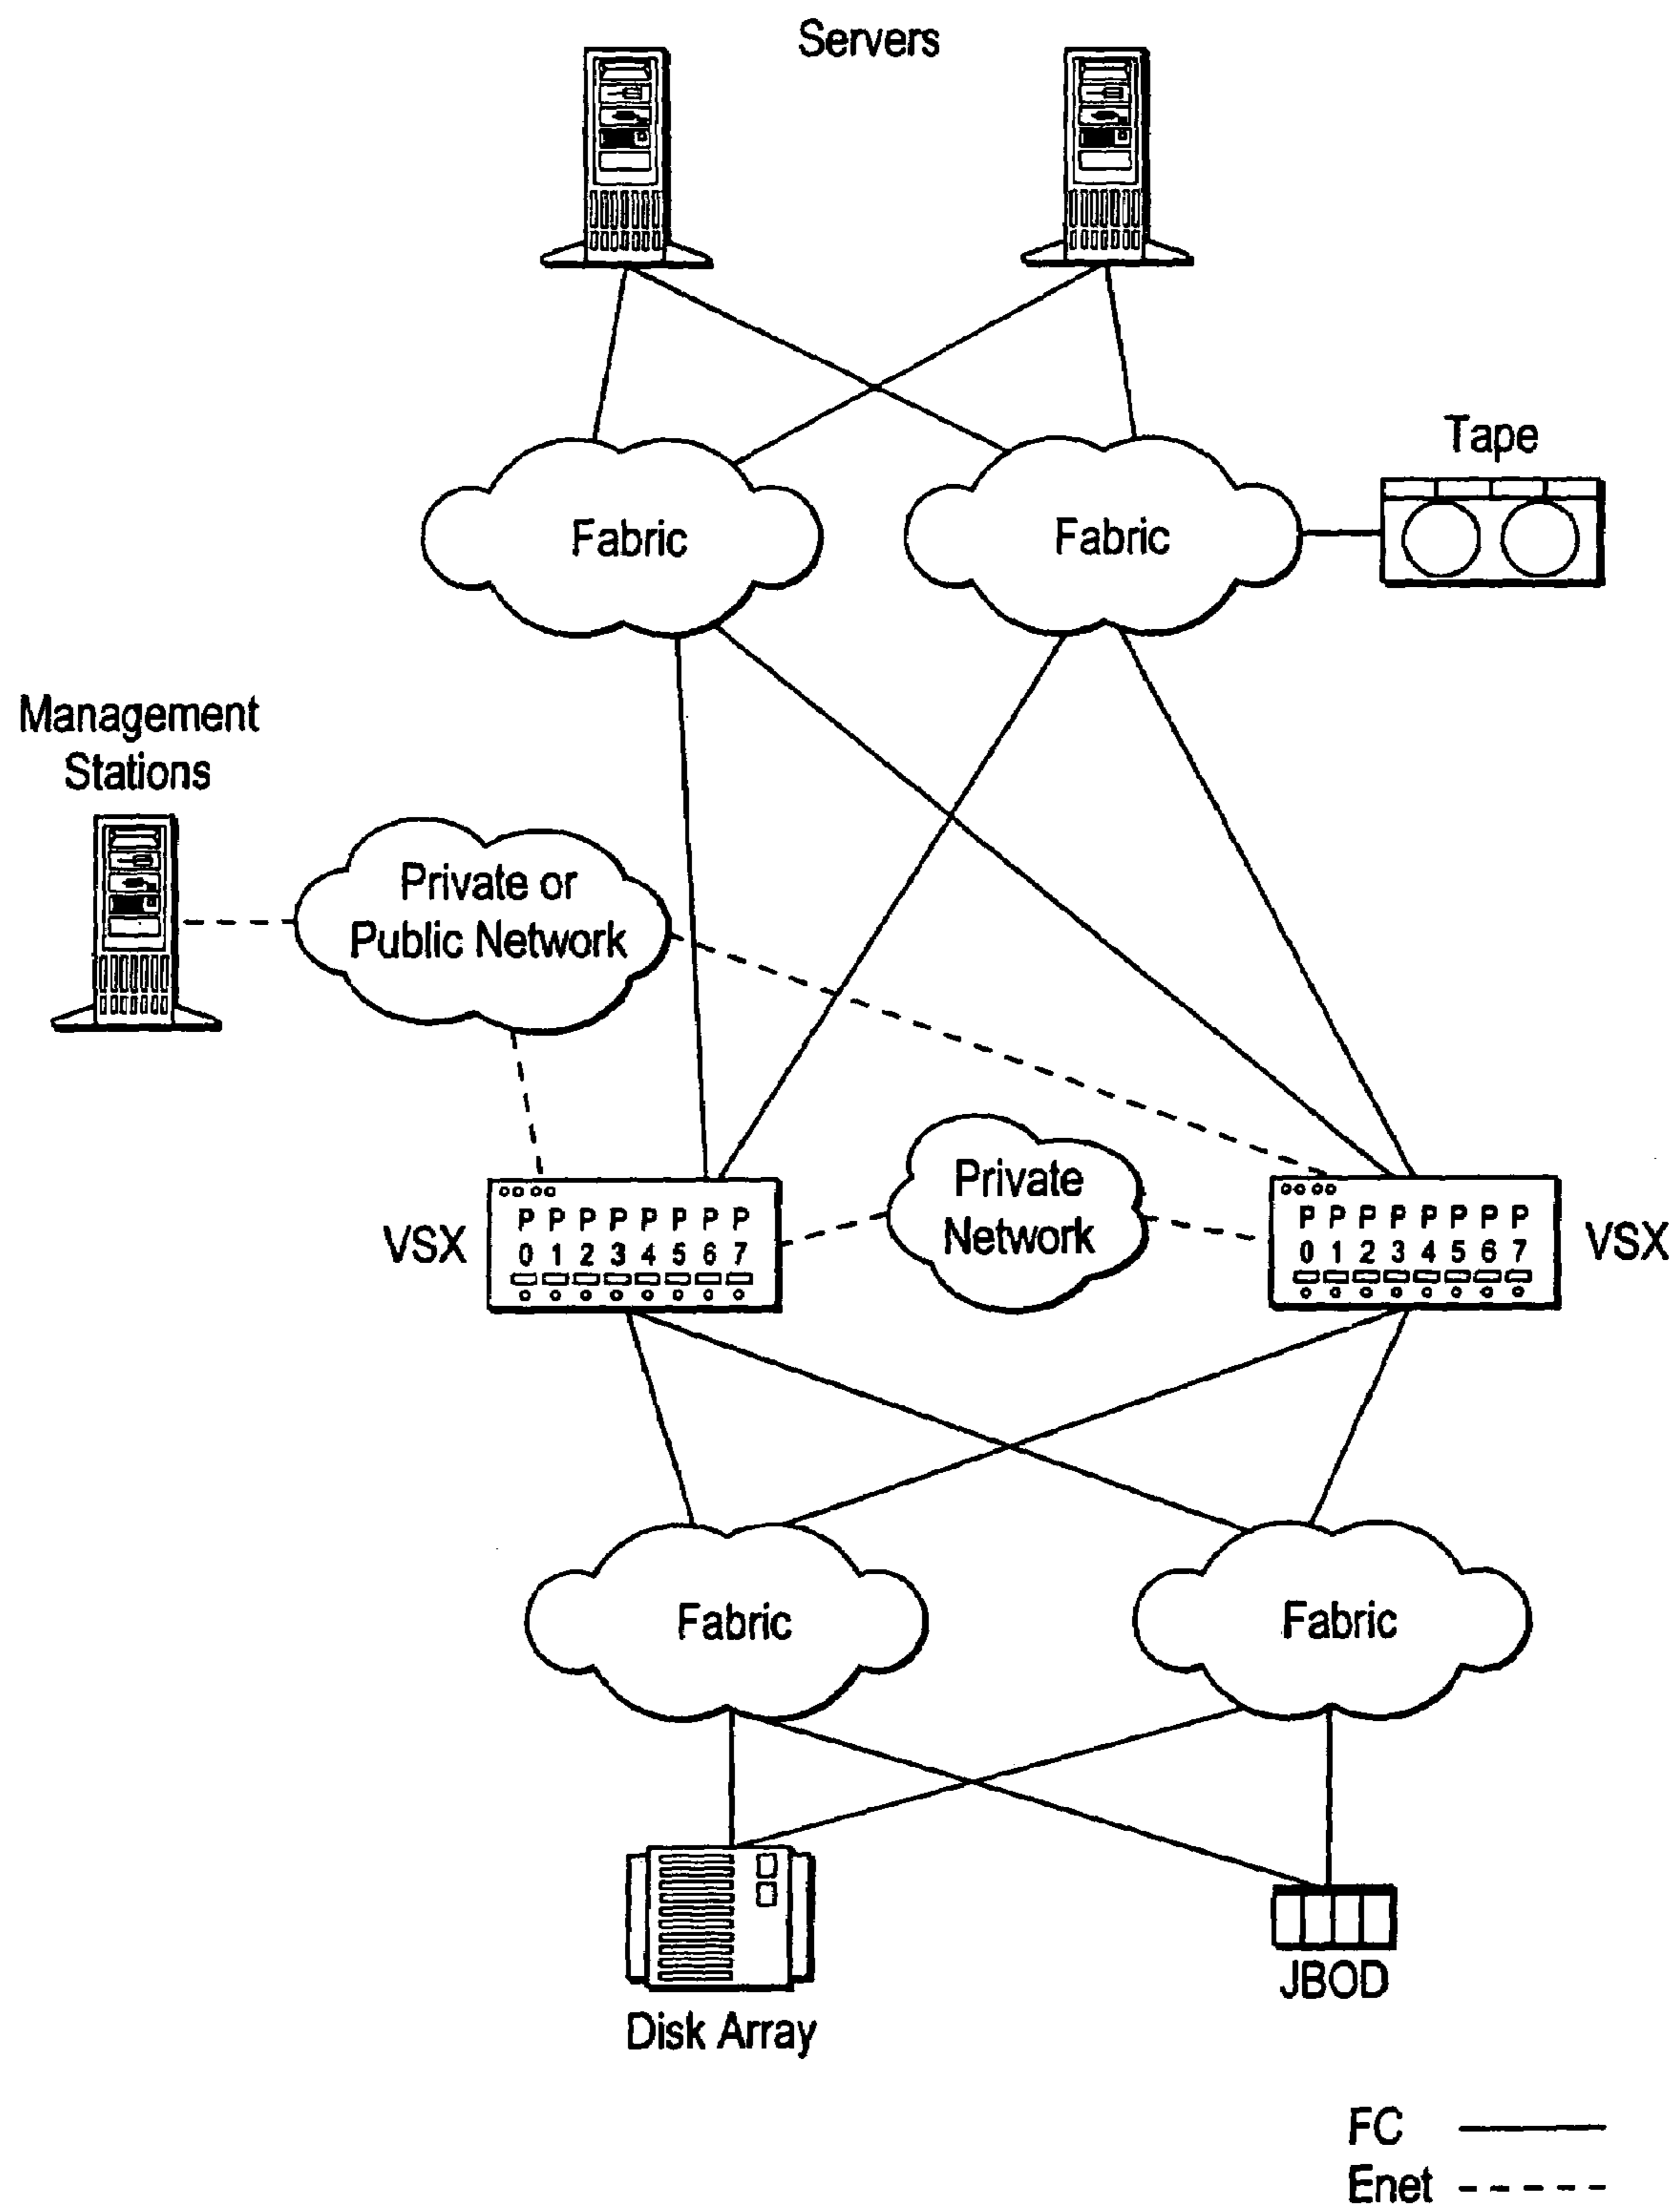 Servers
Tape
Fabric
Fabric
Management
Stations
Private or
Public Network
Private
Network
VSX
P P P P P P P P
0 1 2 3 4 5 6 7
P P P P P P P P
0 1 2 3 4 5 6 7
VSX
Fabric
Fabric
Disk Array
JBOD
FC
Enet